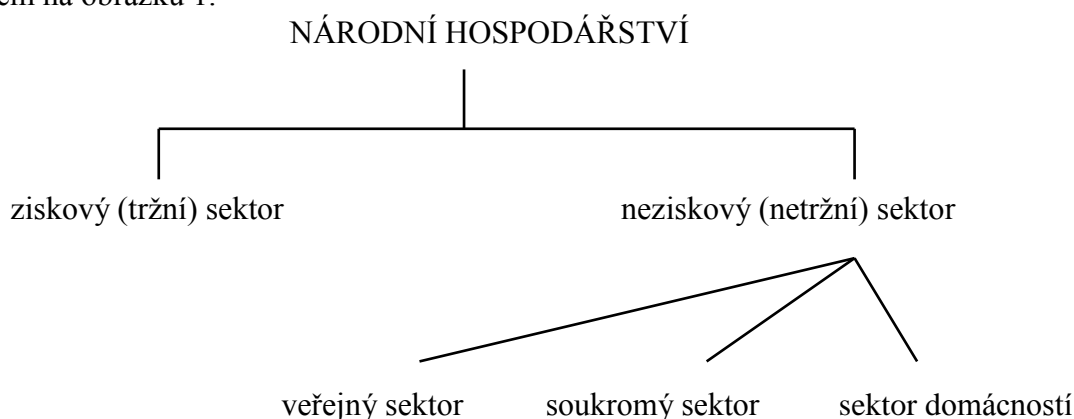 na obrázku 1.
NÁRODNÍ HOSPODÁŘSTVÍ
ziskový (tržní) sektor neziskový (netržní) sektor
veřejný sektor soukromý sektor sektor domácností